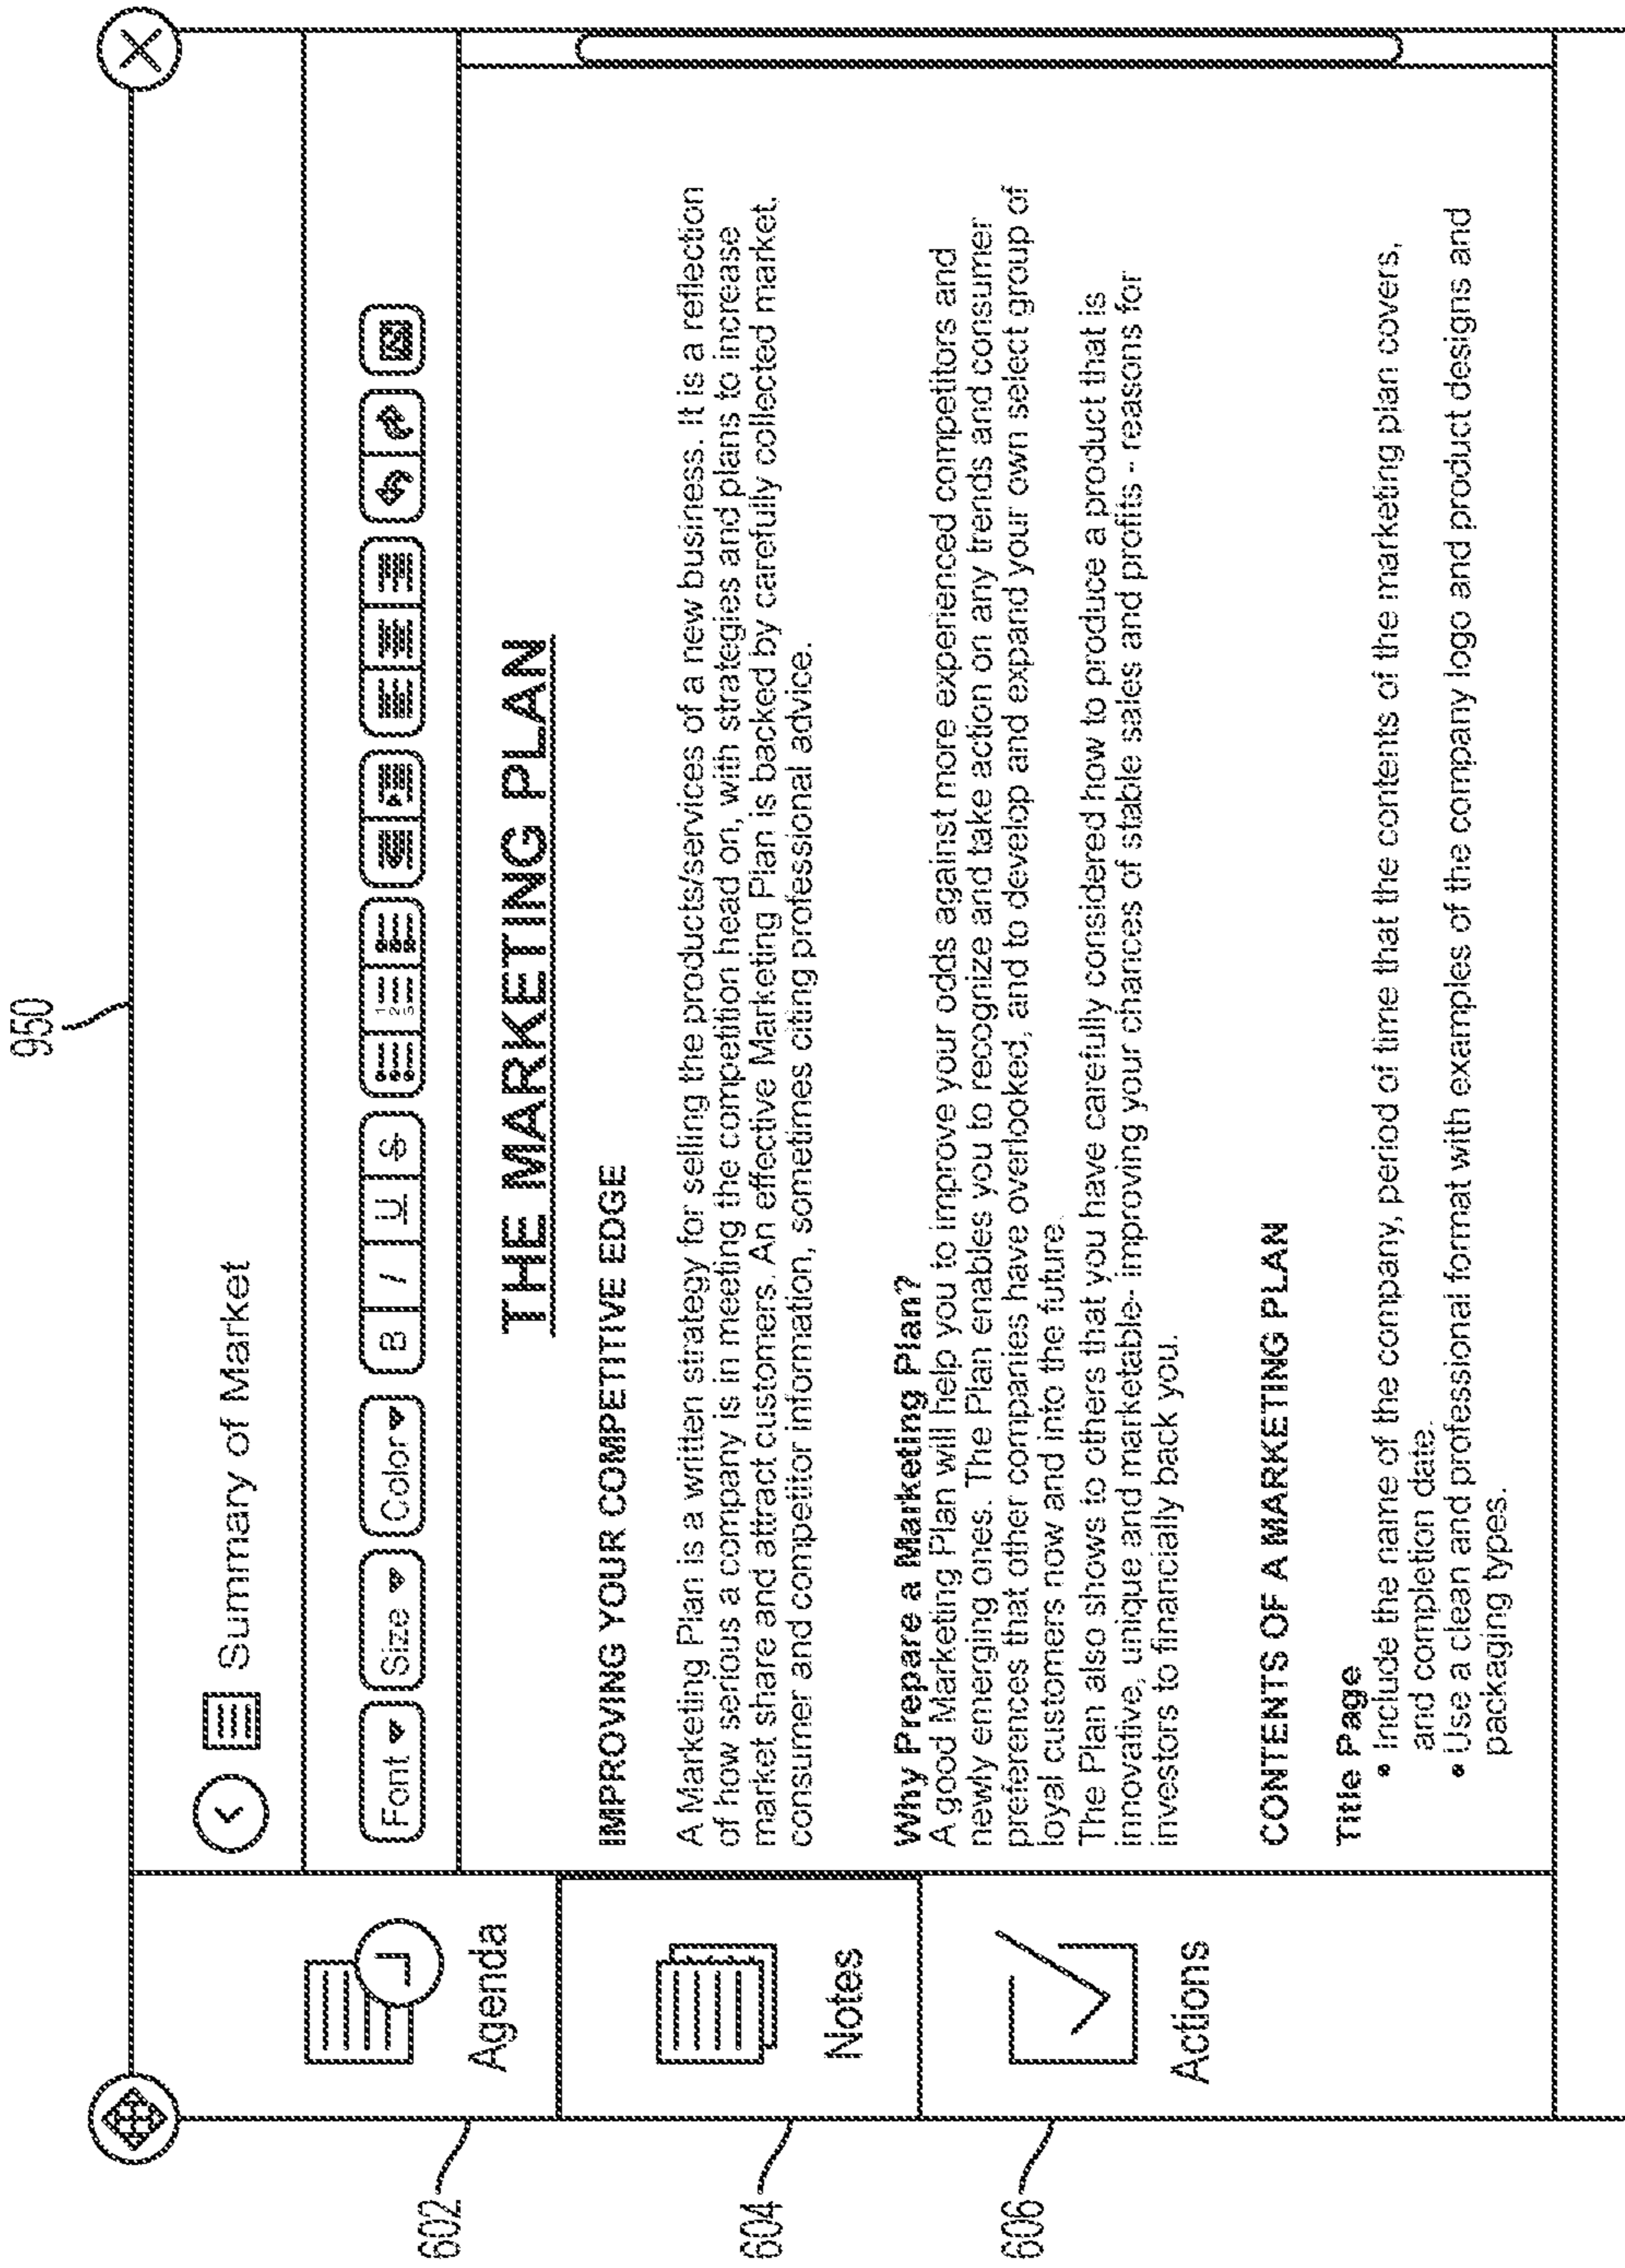 950
Summary of Market
Font Size Color B I U S
602
Agenda
604
Notes
606
Actions
THE MARKETING PLAN
IMPROVING YOUR COMPETITIVE EDGE
A Marketing Plan is a written strategy for selling the products/services of a new business. It is a reflection
of how serious a company is in meeting the competition head on, with strategies and plans to increase
market share and attract customers. An effective Marketing Plan is backed by carefully collected market,
consumer and competitor information, sometimes citing professional advice.
Why Prepare a Marketing Plan?
A good Marketing Plan will help you to improve your odds against more experienced competitors and
newly emerging ones. The Plan enables you to recognize and take action on any trends and consumer
preferences that other companies have overlooked, and to develop and expand your own select group of
loyal customers now and into the future.
The Plan also shows to others that you have carefully considered how to produce a product that is
innovative, unique and marketable- improving your chances of stable sales and profits - reasons for
investors to financially back you.
CONTENTS OF A MARKETING PLAN
Title Page
• Include the name of the company, period of time that the contents of the marketing plan covers,
and completion date.
• Use a clean and professional format with examples of the company logo and product designs and
packaging types.